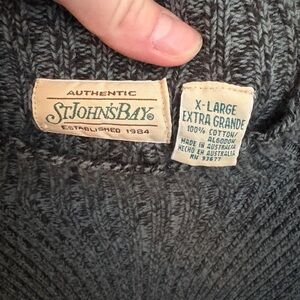 AUTHENTIC
ST JOHN'S BAY
ESTABLISHED 1984
X-LARGE
EXTRA GRANDE
100% COTTON/
ALGODON
MADE IN AUSTRALIA
HECHO EN AUSTRALIA
RN 93677